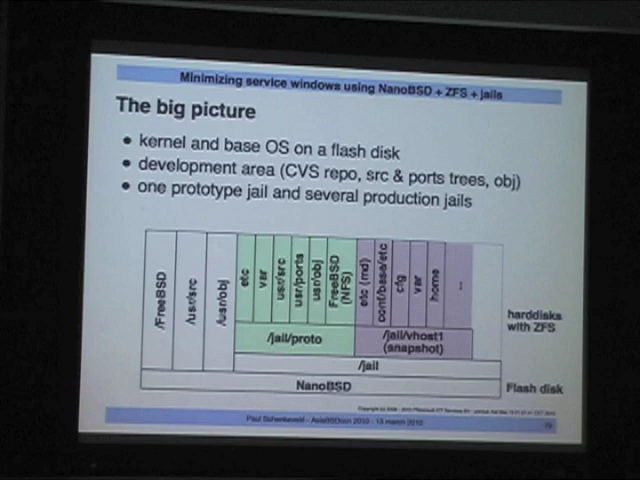 Minimizing service windows using NanoBSD + ZFS + jails
The big picture
• kernel and base OS on a flash disk
• development area (CVS repo, src & ports trees, obj)
• one prototype jail and several production jails
/FreeBSD
/usr/src
/usr/obj
etc
var
usr/src
usr/ports
usr/obj
FreeBSD
(NFS)
etc (md)
conf/base/etc
cfg
var
home
...
/jail/proto
/jail/vhost1
(snapshot)
harddisks
with ZFS
/jail
NanoBSD
Flash disk
Paul Schenkeveld - AsiaBSDcon 2010 - 13 march 2010